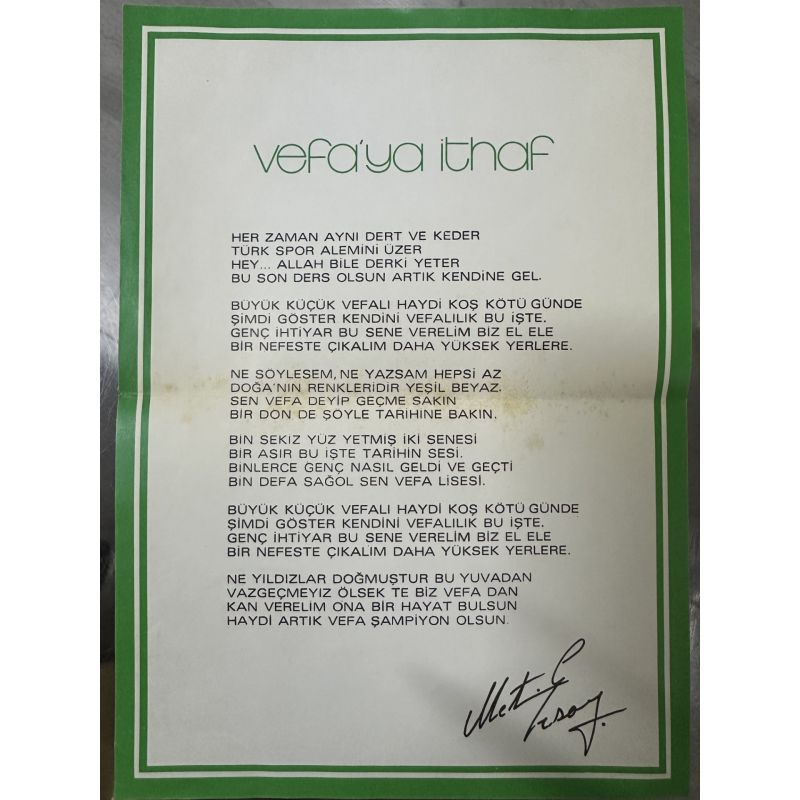 vefa'ya ithaf
HER ZAMAN AYNI DERT VE KEDER
TÜRK SPOR ALEMİNİ ÜZER
HEY... ALLAH BİLE DERKİ YETER
BU SON DERS OLSUN ARTIK KENDİNE GEL.
BÜYÜK KÜÇÜK VEFALI HAYDİ KOŞ KÖTÜ GÜNDE
ŞİMDİ GÖSTER KENDİNİ VEFALILIK BU İŞTE.
GENÇ İHTİYAR BU SENE VERELİM BİZ EL ELE
BİR NEFESTE ÇIKALIM DAHA YÜKSEK YERLERE.
NE SÖYLESEM, NE YAZSAM HEPSİ AZ
DOĞA'NIN RENKLERİDİR YEŞİL BEYAZ.
SEN VEFA DEYİP GEÇME SAKIN
BİR DÖN DE ŞÖYLE TARİHİNE BAKIN.
BİN SEKİZ YÜZ YETMİŞ İKİ SENESİ
BİR ASIR BU İŞTE TARİHİN SESİ.
BİNLERCE GENÇ NASIL GELDİ VE GEÇTİ
BİN DEFA SAĞOL SEN VEFA LİSESİ.
BÜYÜK KÜÇÜK VEFALI HAYDİ KOŞ KÖTÜ GÜNDE
ŞİMDİ GÖSTER KENDİNİ VEFALILIK BU İŞTE.
GENÇ İHTİYAR BU SENE VERELİM BİZ EL ELE
BİR NEFESTE ÇIKALIM DAHA YÜKSEK YERLERE.
NE YILDIZLAR DOĞMUŞTUR BU YUVADAN
VAZGEÇMEYİZ ÖLSEK TE BİZ VEFA DAN
KAN VERELİM ONA BİR HAYAT BULSUN
HAYDİ ARTIK VEFA ŞAMPİYON OLSUN.